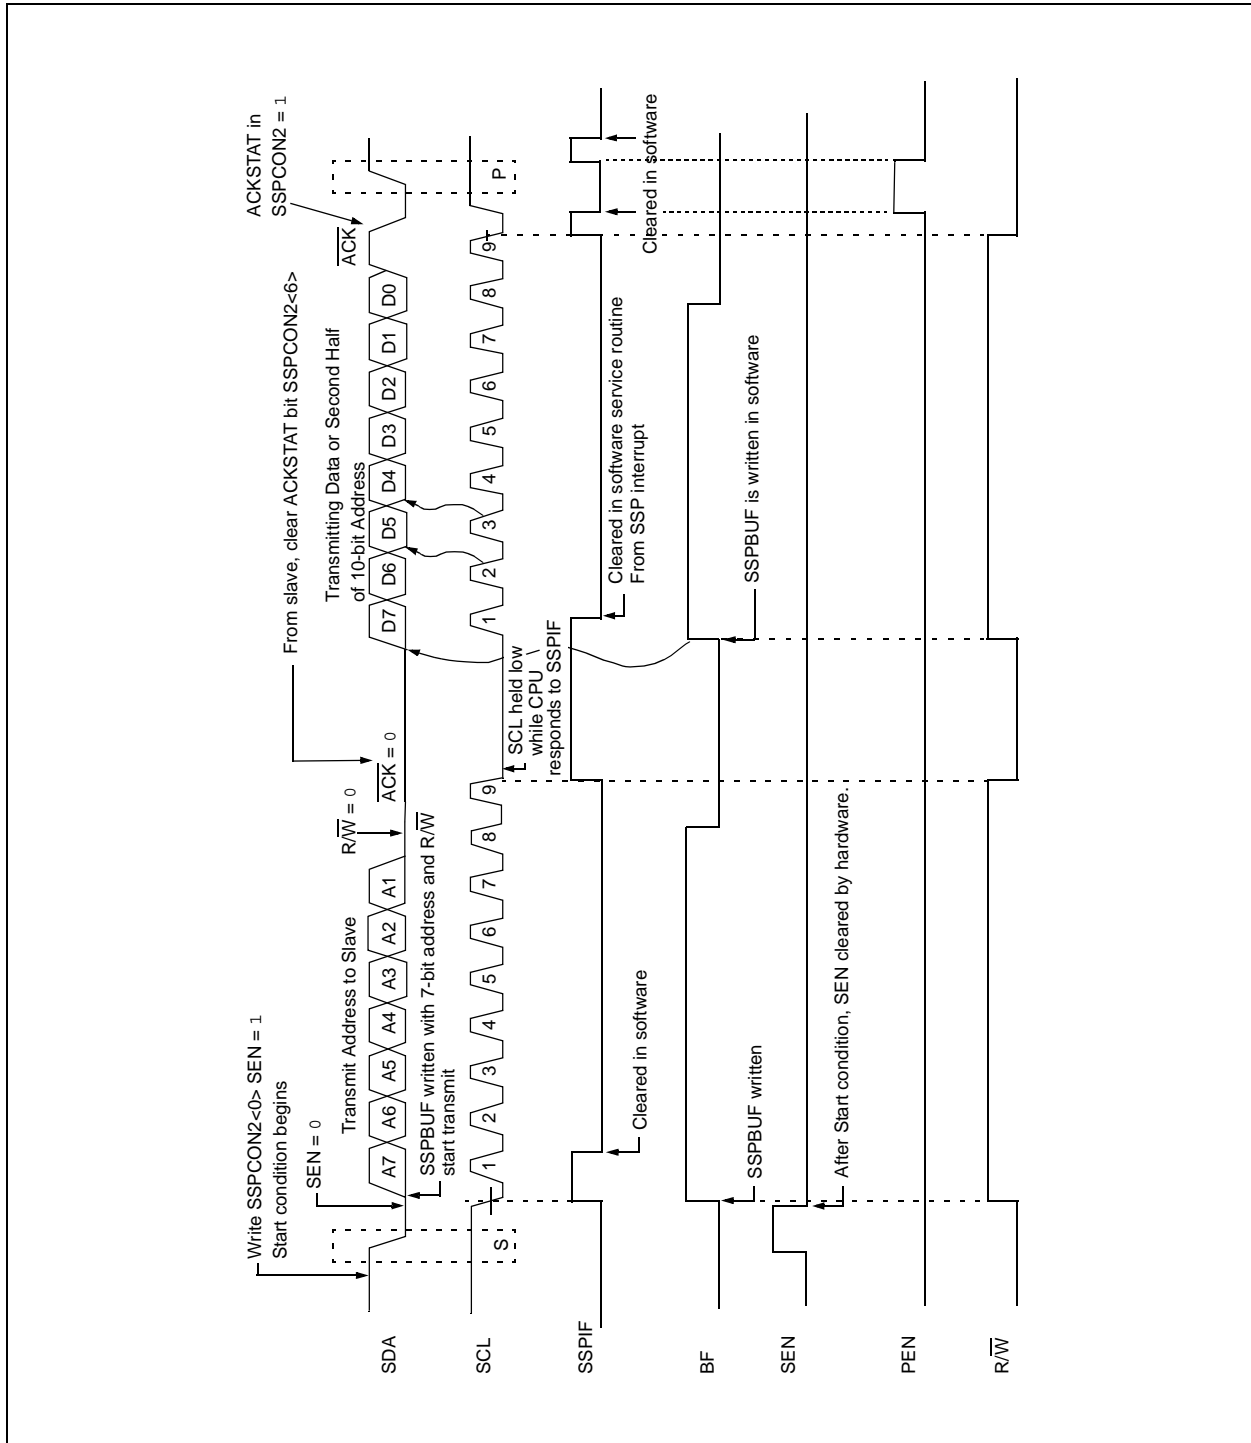 Write SSPCON2<0> SEN = 1
Start condition begins
SEN = 0
Transmit Address to Slave
R/W = 0
From slave, clear ACKSTAT bit SSPCON2<6>
ACK = 0
Transmitting Data or Second Half
of 10-bit Address
ACKSTAT in
SSPCON2 = 1
ACK
SDA
A7 A6 A5 A4 A3 A2 A1
D7 D6 D5 D4 D3 D2 D1 D0
SSPBUF written with 7-bit address and R/W
start transmit
SCL
S
1 2 3 4 5 6 7 8 9
1 2 3 4 5 6 7 8 9
P
SCL held low
while CPU
responds to SSPIF
SSPIF
Cleared in software
Cleared in software service routine
From SSP interrupt
Cleared in software
Cleared in software
BF
SSPBUF written
SSPBUF is written in software
SEN
After Start condition, SEN cleared by hardware.
PEN
R/W